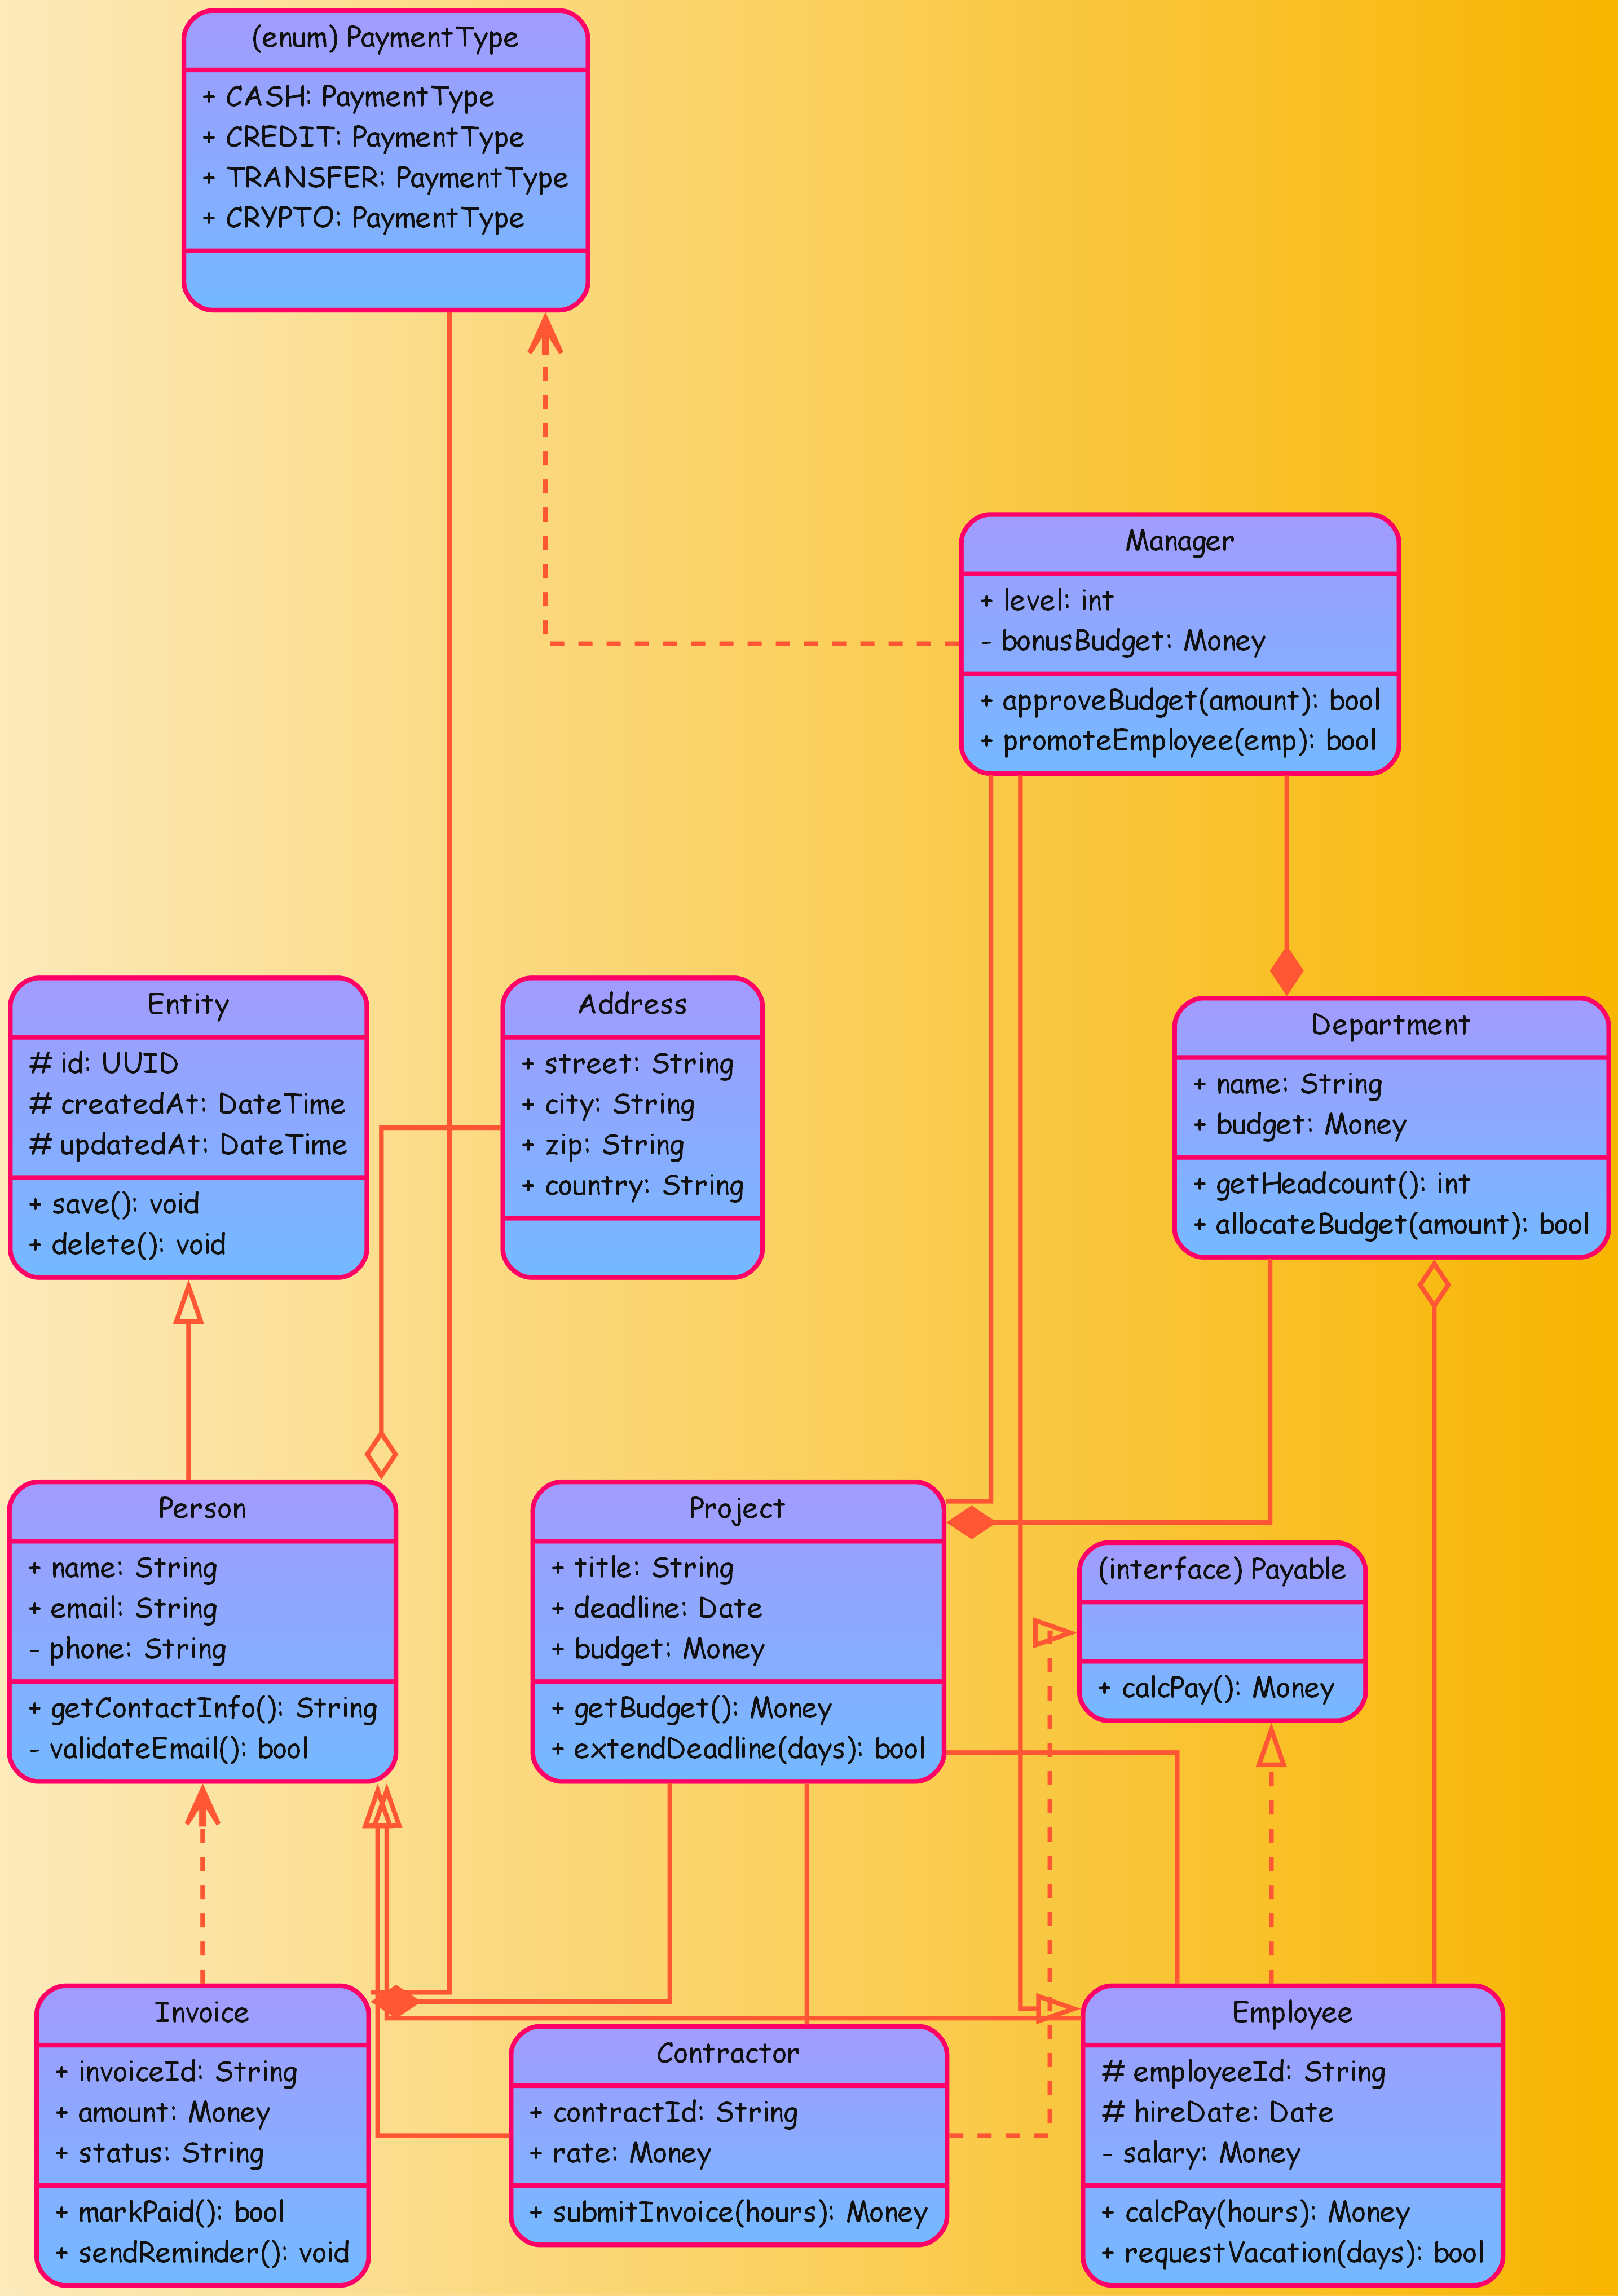 (enum) PaymentType
+ CASH: PaymentType
+ CREDIT: PaymentType
+ TRANSFER: PaymentType
+ CRYPTO: PaymentType
Manager
+ level: int
- bonusBudget: Money
+ approveBudget(amount): bool
+ promoteEmployee(emp): bool
Entity
# id: UUID
# createdAt: DateTime
# updatedAt: DateTime
+ save(): void
+ delete(): void
Address
+ street: String
+ city: String
+ zip: String
+ country: String
Department
+ name: String
+ budget: Money
+ getHeadcount(): int
+ allocateBudget(amount): bool
Person
+ name: String
+ email: String
- phone: String
+ getContactInfo(): String
- validateEmail(): bool
Project
+ title: String
+ deadline: Date
+ budget: Money
+ getBudget(): Money
+ extendDeadline(days): bool
(interface) Payable
+ calcPay(): Money
Invoice
+ invoiceId: String
+ amount: Money
+ status: String
+ markPaid(): bool
+ sendReminder(): void
Contractor
+ contractId: String
+ rate: Money
+ submitInvoice(hours): Money
Employee
# employeeId: String
# hireDate: Date
- salary: Money
+ calcPay(hours): Money
+ requestVacation(days): bool